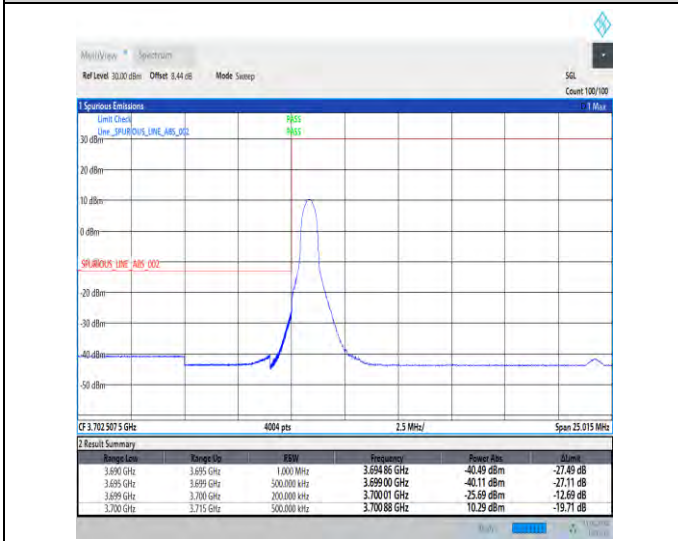 MultiView Spectrum
Ref Level 30.00 dBm Offset 8.44 dB Mode Sweep SGL
Count 100/100
1 Spurious Emissions 1 Max
Limit Check PASS
Line _SPURIOUS_LINE_ABS_002 PASS
30 dBm
20 dBm
10 dBm
0 dBm
SPURIOUS_LINE_ABS_002
-20 dBm
-30 dBm
-40 dBm
-50 dBm
CF 3.702 507 5 GHz 4004 pts 2.5 MHz/ Span 25.015 MHz
2 Result Summary
Range Low Range Up RBW Frequency Power Abs ΔLimit
3.690 GHz 3.695 GHz 1.000 MHz 3.694 86 GHz -40.49 dBm -27.49 dB
3.695 GHz 3.699 GHz 500.000 kHz 3.699 00 GHz -40.11 dBm -27.11 dB
3.699 GHz 3.700 GHz 200.000 kHz 3.700 01 GHz -25.69 dBm -12.69 dB
3.700 GHz 3.715 GHz 500.000 kHz 3.700 88 GHz 10.29 dBm -19.71 dB